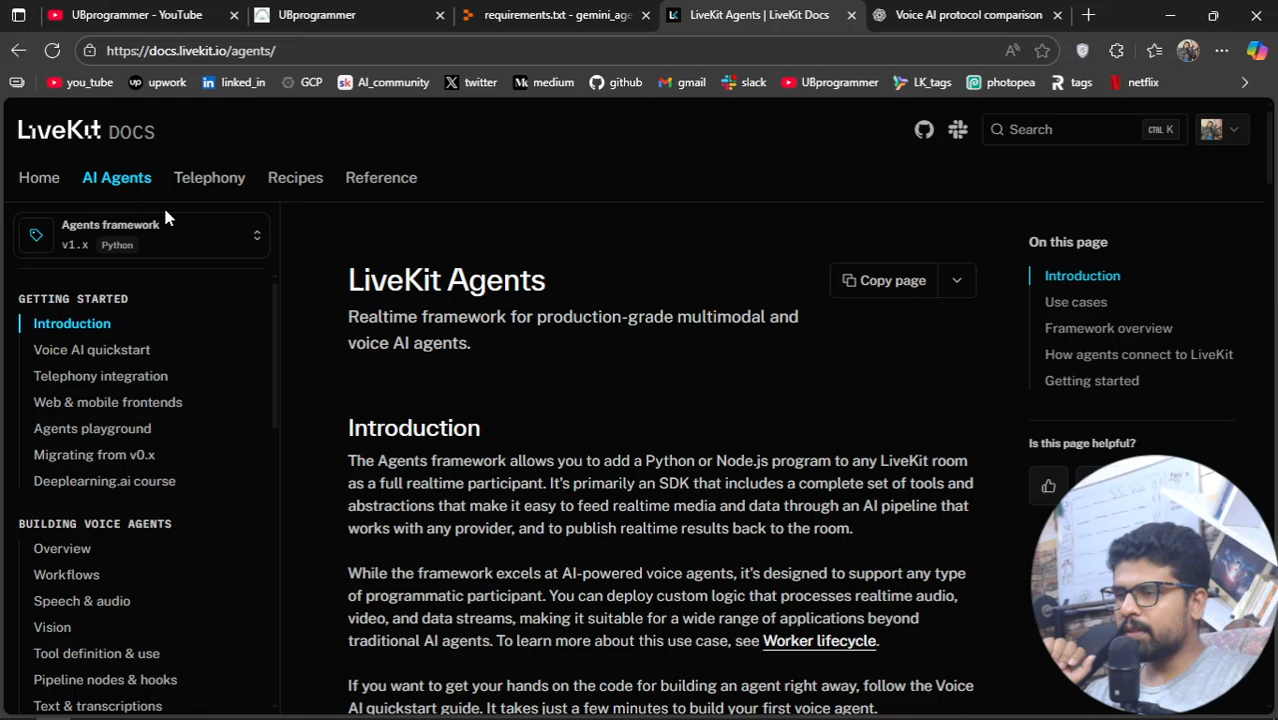 UBprogrammer - YouTube
UBprogrammer
requirements.txt - gemini_age
LiveKit Agents | LiveKit Docs
Voice AI protocol comparison
https://docs.livekit.io/agents/
you_tube
upwork
linked_in
GCP
AI_community
twitter
medium
github
gmail
slack
UBprogrammer
LK_tags
photopea
tags
netflix
LiveKit DOCS
Search
CTRL K
Home
AI Agents
Telephony
Recipes
Reference
Agents framework
v1.x Python
GETTING STARTED
Introduction
Voice AI quickstart
Telephony integration
Web & mobile frontends
Agents playground
Migrating from v0.x
Deeplearning.ai course
BUILDING VOICE AGENTS
Overview
Workflows
Speech & audio
Vision
Tool definition & use
Pipeline nodes & hooks
Text & transcriptions
LiveKit Agents
Copy page
Realtime framework for production-grade multimodal and
voice AI agents.
Introduction
The Agents framework allows you to add a Python or Node.js program to any LiveKit room
as a full realtime participant. It's primarily an SDK that includes a complete set of tools and
abstractions that make it easy to feed realtime media and data through an AI pipeline that
works with any provider, and to publish realtime results back to the room.
While the framework excels at AI-powered voice agents, it's designed to support any type
of programmatic participant. You can deploy custom logic that processes realtime audio,
video, and data streams, making it suitable for a wide range of applications beyond
traditional AI agents. To learn more about this use case, see Worker lifecycle.
If you want to get your hands on the code for building an agent right away, follow the Voice
AI quickstart guide. It takes just a few minutes to build your first voice agent.
On this page
Introduction
Use cases
Framework overview
How agents connect to LiveKit
Getting started
Is this page helpful?